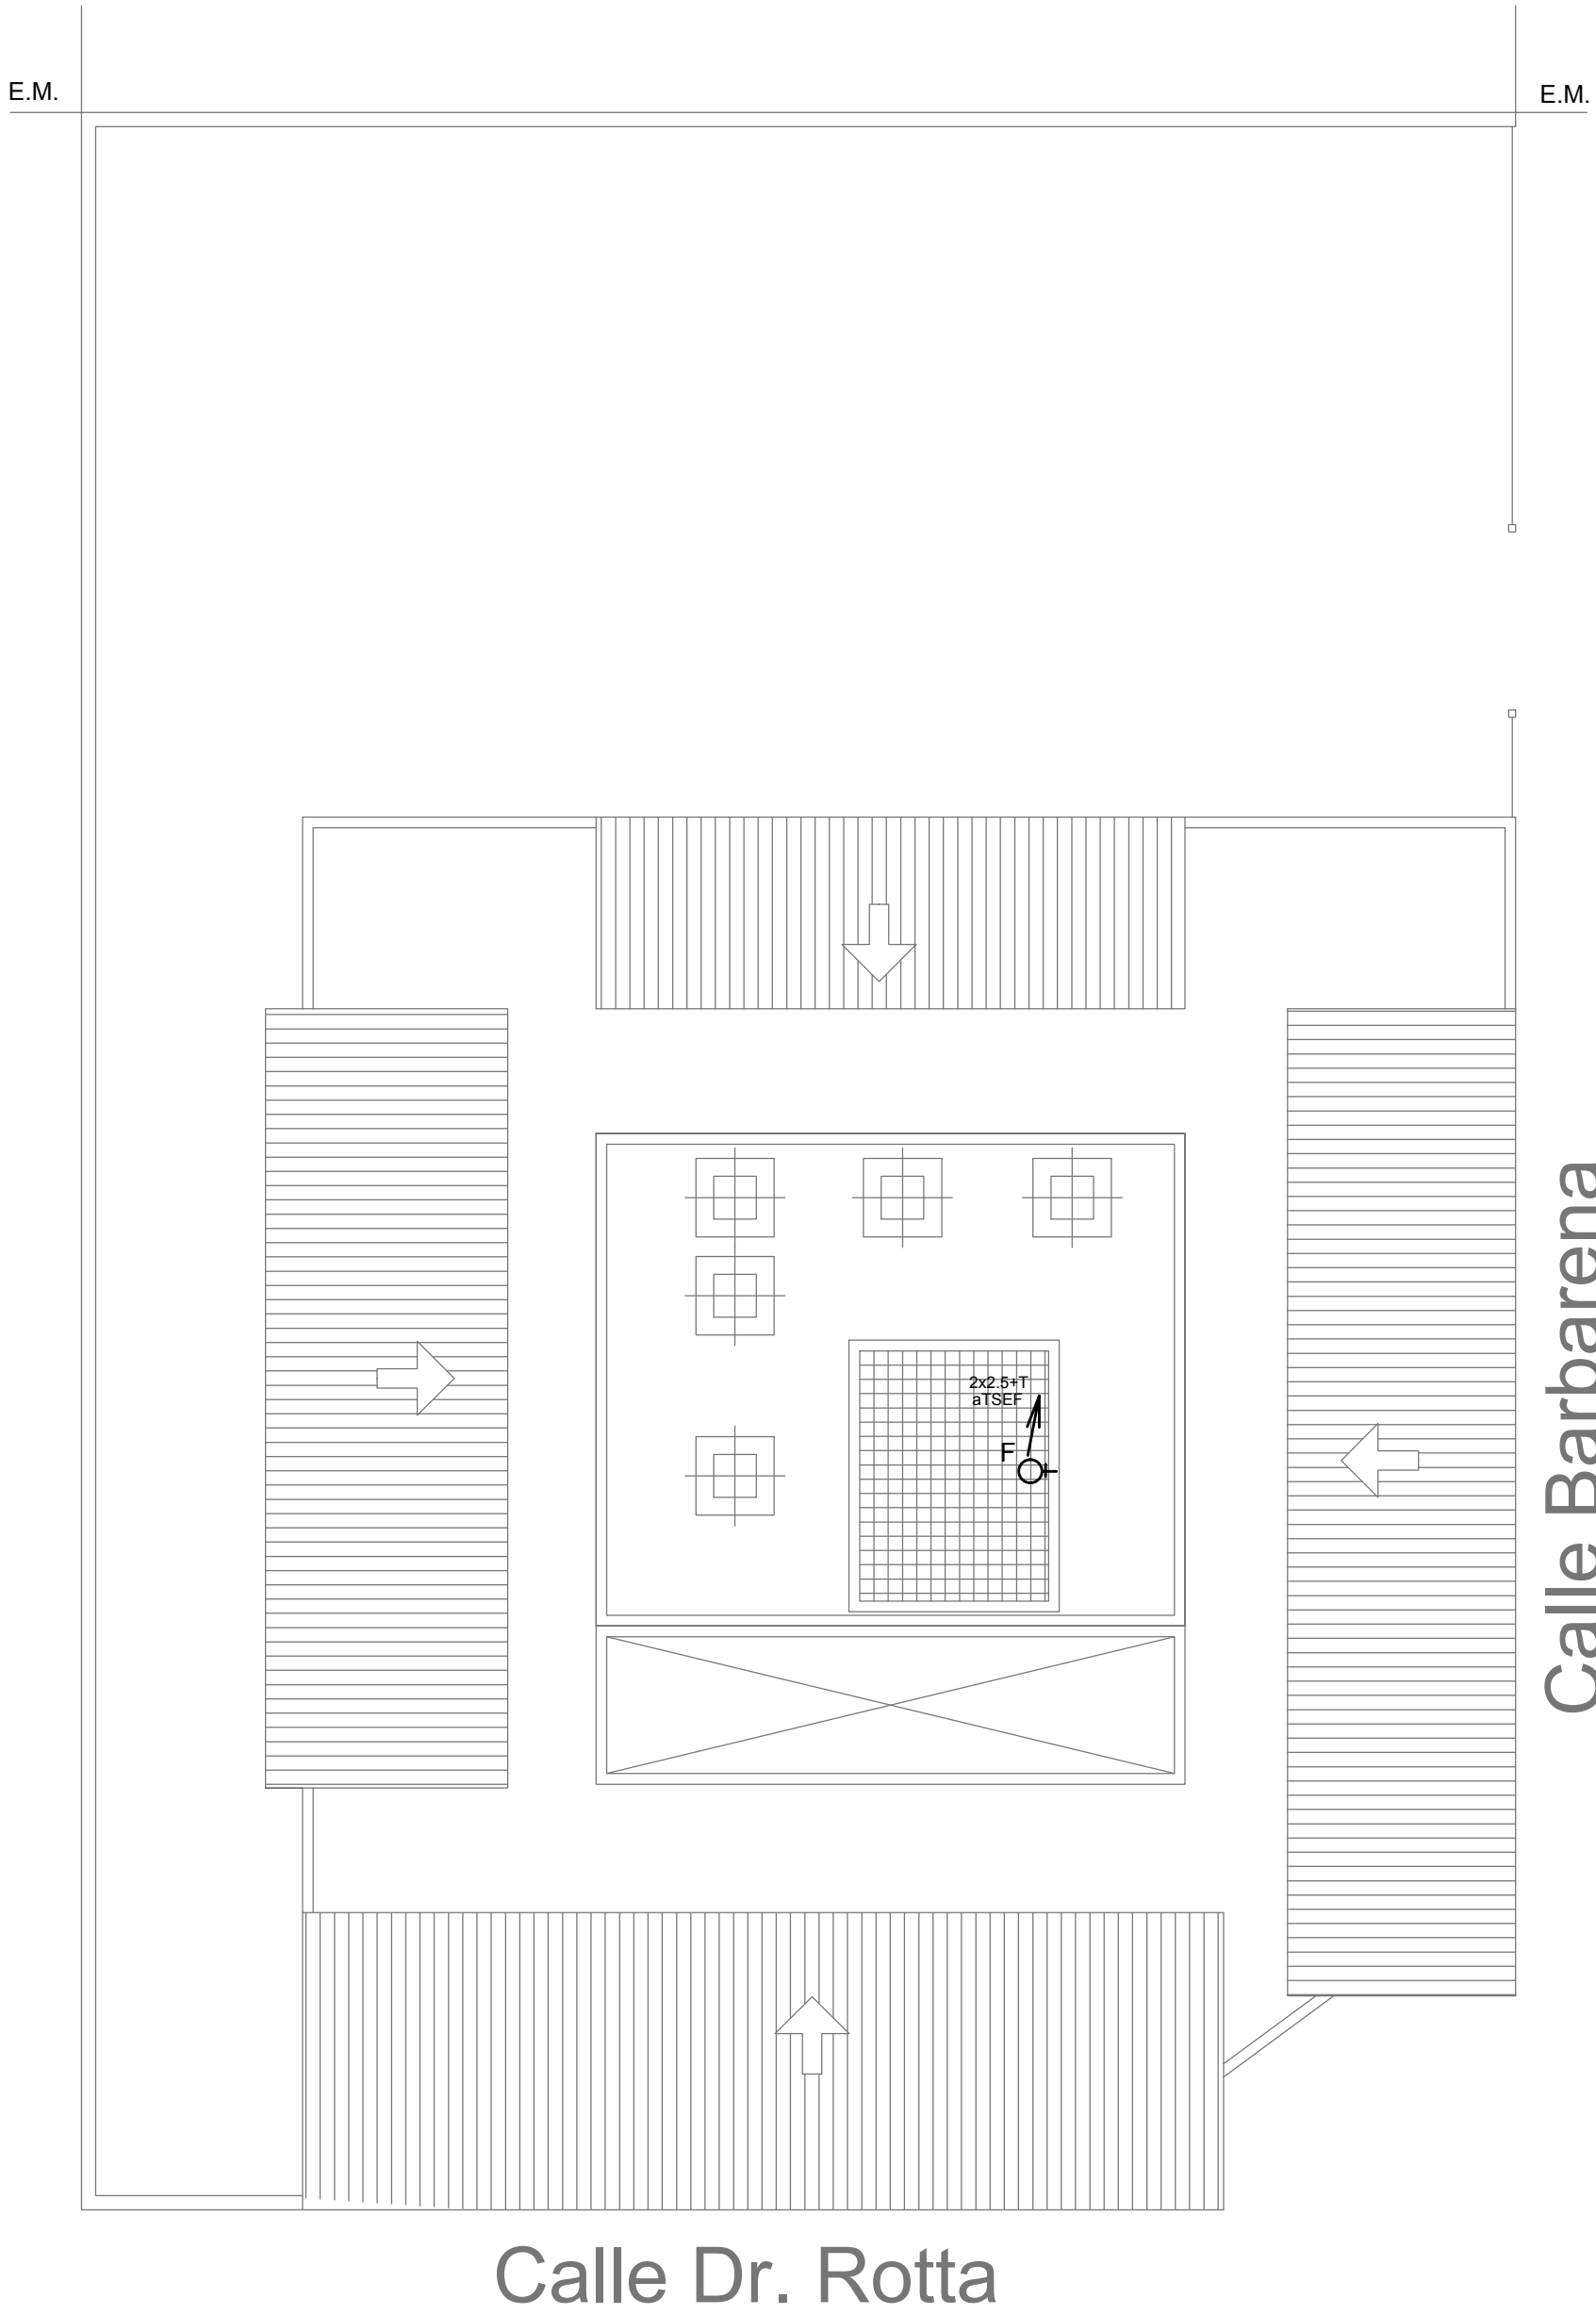 E.M.
E.M.
2x2.5+T
aTSEF
F
Calle Barbarena
Calle Dr. Rotta